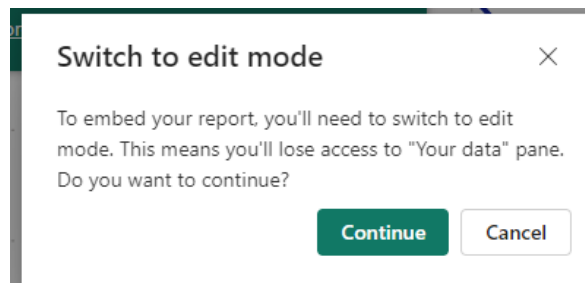 or
Switch to edit mode
To embed your report, you'll need to switch to edit
mode. This means you'll lose access to "Your data" pane.
Do you want to continue?
Continue Cancel